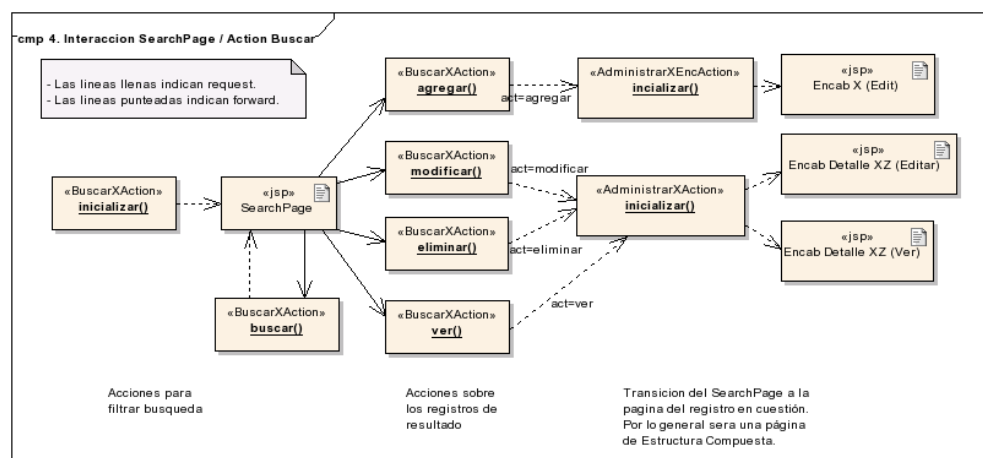 cmp 4. Interaccion SearchPage / Action Buscar
- Las lineas llenas indican request.
- Las lineas punteadas indican forward.
«BuscarXAction»
inicializar()
«jsp»
SearchPage
«BuscarXAction»
buscar()
«BuscarXAction»
agregar()
act=agregar
«BuscarXAction»
modificar()
act=modificar
«BuscarXAction»
eliminar()
act=eliminar
«BuscarXAction»
ver()
act=ver
«AdministrarXEncAction»
incializar()
«AdministrarXAction»
inicializar()
«jsp»
Encab X (Edit)
«jsp»
Encab Detalle XZ (Editar)
«jsp»
Encab Detalle XZ (Ver)
Acciones para
filtrar busqueda
Acciones sobre
los registros de
resultado
Transicion del SearchPage a la
pagina del registro en cuestión.
Por lo general sera una página
de Estructura Compuesta.